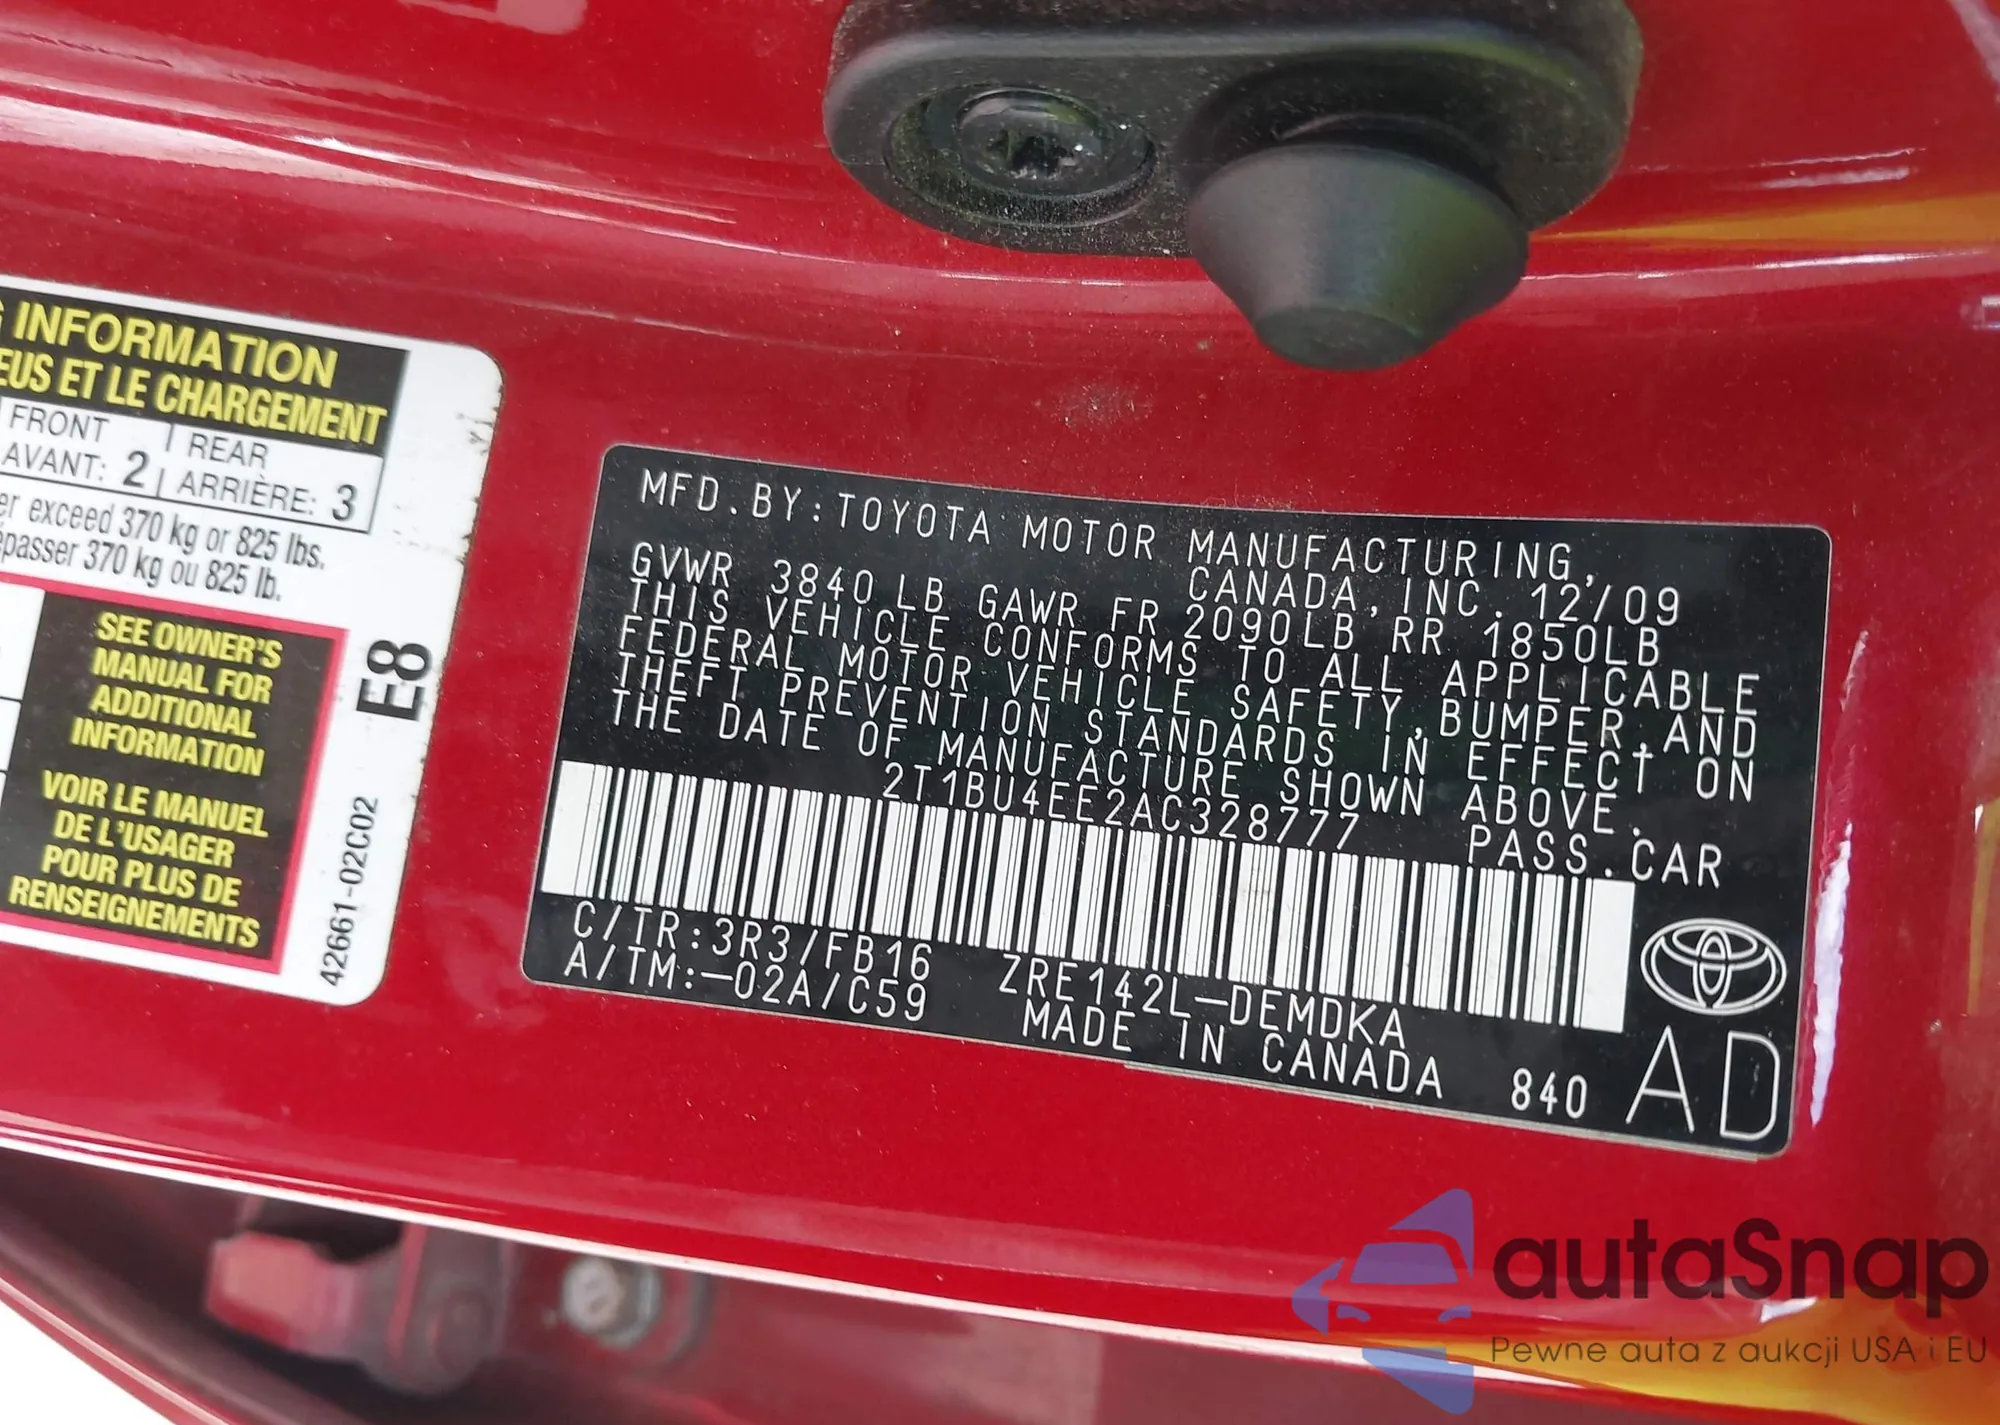 INFORMATION
EUS ET LE CHARGEMENT
FRONT
AVANT: 2
REAR
ARRIÈRE: 3
er exceed 370 kg or 825 lbs.
épasser 370 kg ou 825 lb.
SEE OWNER'S
MANUAL FOR
ADDITIONAL
INFORMATION
VOIR LE MANUEL
DE L'USAGER
POUR PLUS DE
RENSEIGNEMENTS
E8
42661-02C02
MFD.BY:TOYOTA MOTOR MANUFACTURING,
CANADA, INC. 12/09
GVWR 3840 LB GAWR FR 2090LB RR 1850LB
THIS VEHICLE CONFORMS TO ALL APPLICABLE
FEDERAL MOTOR VEHICLE SAFETY,BUMPER,AND
THEFT PREVENTION STANDARDS IN EFFECT ON
THE DATE OF MANUFACTURE SHOWN ABOVE.
2T1BU4EE2AC328777
PASS.CAR
C/TR:3R3/FB16
A/TM:-02A/C59
ZRE142L-DEMDKA
MADE IN CANADA
840
AD
autaSnap
Pewne auta z aukcji USA i EU